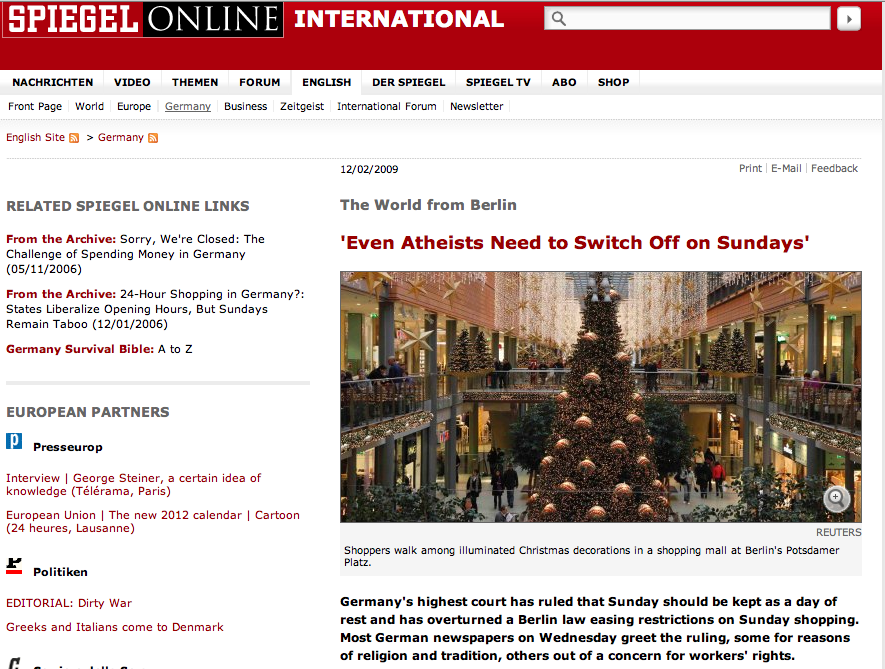 SPIEGEL ONLINE INTERNATIONAL
NACHRICHTEN VIDEO THEMEN FORUM ENGLISH DER SPIEGEL SPIEGEL TV ABO SHOP
Front Page World Europe Germany Business Zeitgeist International Forum Newsletter
English Site > Germany
12/02/2009
Print | E-Mail | Feedback
RELATED SPIEGEL ONLINE LINKS
From the Archive: Sorry, We're Closed: The
Challenge of Spending Money in Germany
(05/11/2006)
From the Archive: 24-Hour Shopping in Germany?:
States Liberalize Opening Hours, But Sundays
Remain Taboo (12/01/2006)
Germany Survival Bible: A to Z
EUROPEAN PARTNERS
p
Presseurop
Interview | George Steiner, a certain idea of
knowledge (Télérama, Paris)
European Union | The new 2012 calendar | Cartoon
(24 heures, Lausanne)
Politiken
EDITORIAL: Dirty War
Greeks and Italians come to Denmark
The World from Berlin
'Even Atheists Need to Switch Off on Sundays'
REUTERS
Shoppers walk among illuminated Christmas decorations in a shopping mall at Berlin's Potsdamer
Platz.
Germany's highest court has ruled that Sunday should be kept as a day of
rest and has overturned a Berlin law easing restrictions on Sunday shopping.
Most German newspapers on Wednesday greet the ruling, some for reasons
of religion and tradition, others out of a concern for workers' rights.